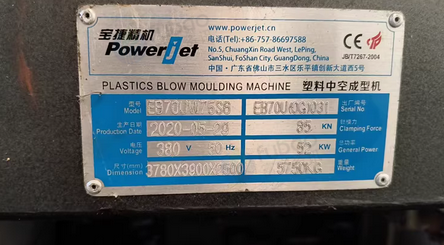 宝捷精机
Powerjet
www.powerjet.cn
电话(Tel):+86-757-86697588
No.5, ChuangXin Road West, LePing,
SanShui, FoShan City, GuangDong, China
中国·广东省佛山市三水区乐平镇创新大道西5号
CE
JB/T7267-2004
PLASTICS BLOW MOULDING MACHINE 塑料中空成型机
型号
Model
出厂编号
Serial No.
生产日期
Production Date
2020-05-20
85 KN
锁模力
Clamping Force
电压
Voltage
380 V Hz
52 KW
总功率
General Power
尺寸(mm)
Dimension
3780X3900X2500
5750KG
重量
Weight